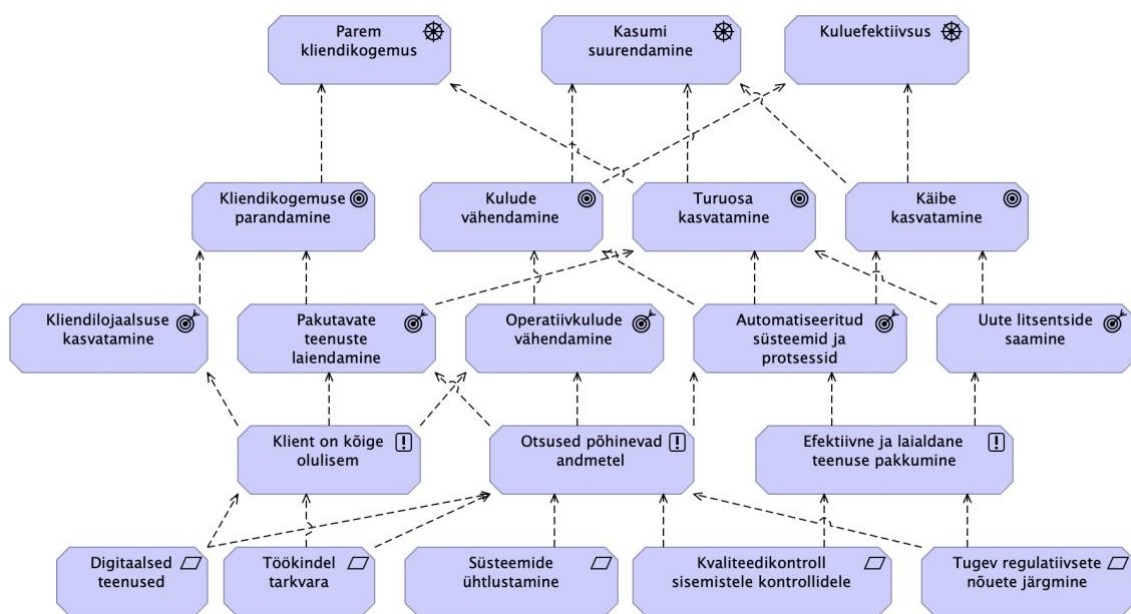 Parem
kliendikogemus
Kasumi
suurendamine
Kuluefektiivsus
Kliendikogemuse
parandamine
Kulude
vähendamine
Turuosa
kasvatamine
Käibe
kasvatamine
Kliendilojaalsuse
kasvatamine
Pakutavate
teenuste
laiendamine
Operatiivkulude
vähendamine
Automatiseeritud
süsteemid ja
protsessid
Uute litsentside
saamine
Klient on kõige
olulisem
Otsused põhinevad
andmetel
Efektiivne ja laialdane
teenuse pakkumine
Digitaalsed
teenused
Töökindel
tarkvara
Süsteemide
ühtlustamine
Kvaliteedikontroll
sisemistele kontrollidele
Tugev regulatiivsete
nõuete järgmine